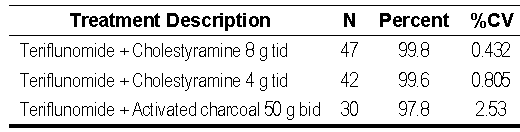 Treatment Description N Percent %CV
Teriflunomide + Cholestyramine 8 g tid 47 99.8 0.432
Teriflunomide + Cholestyramine 4 g tid 42 99.6 0.805
Teriflunomide + Activated charcoal 50 g bid 30 97.8 2.53